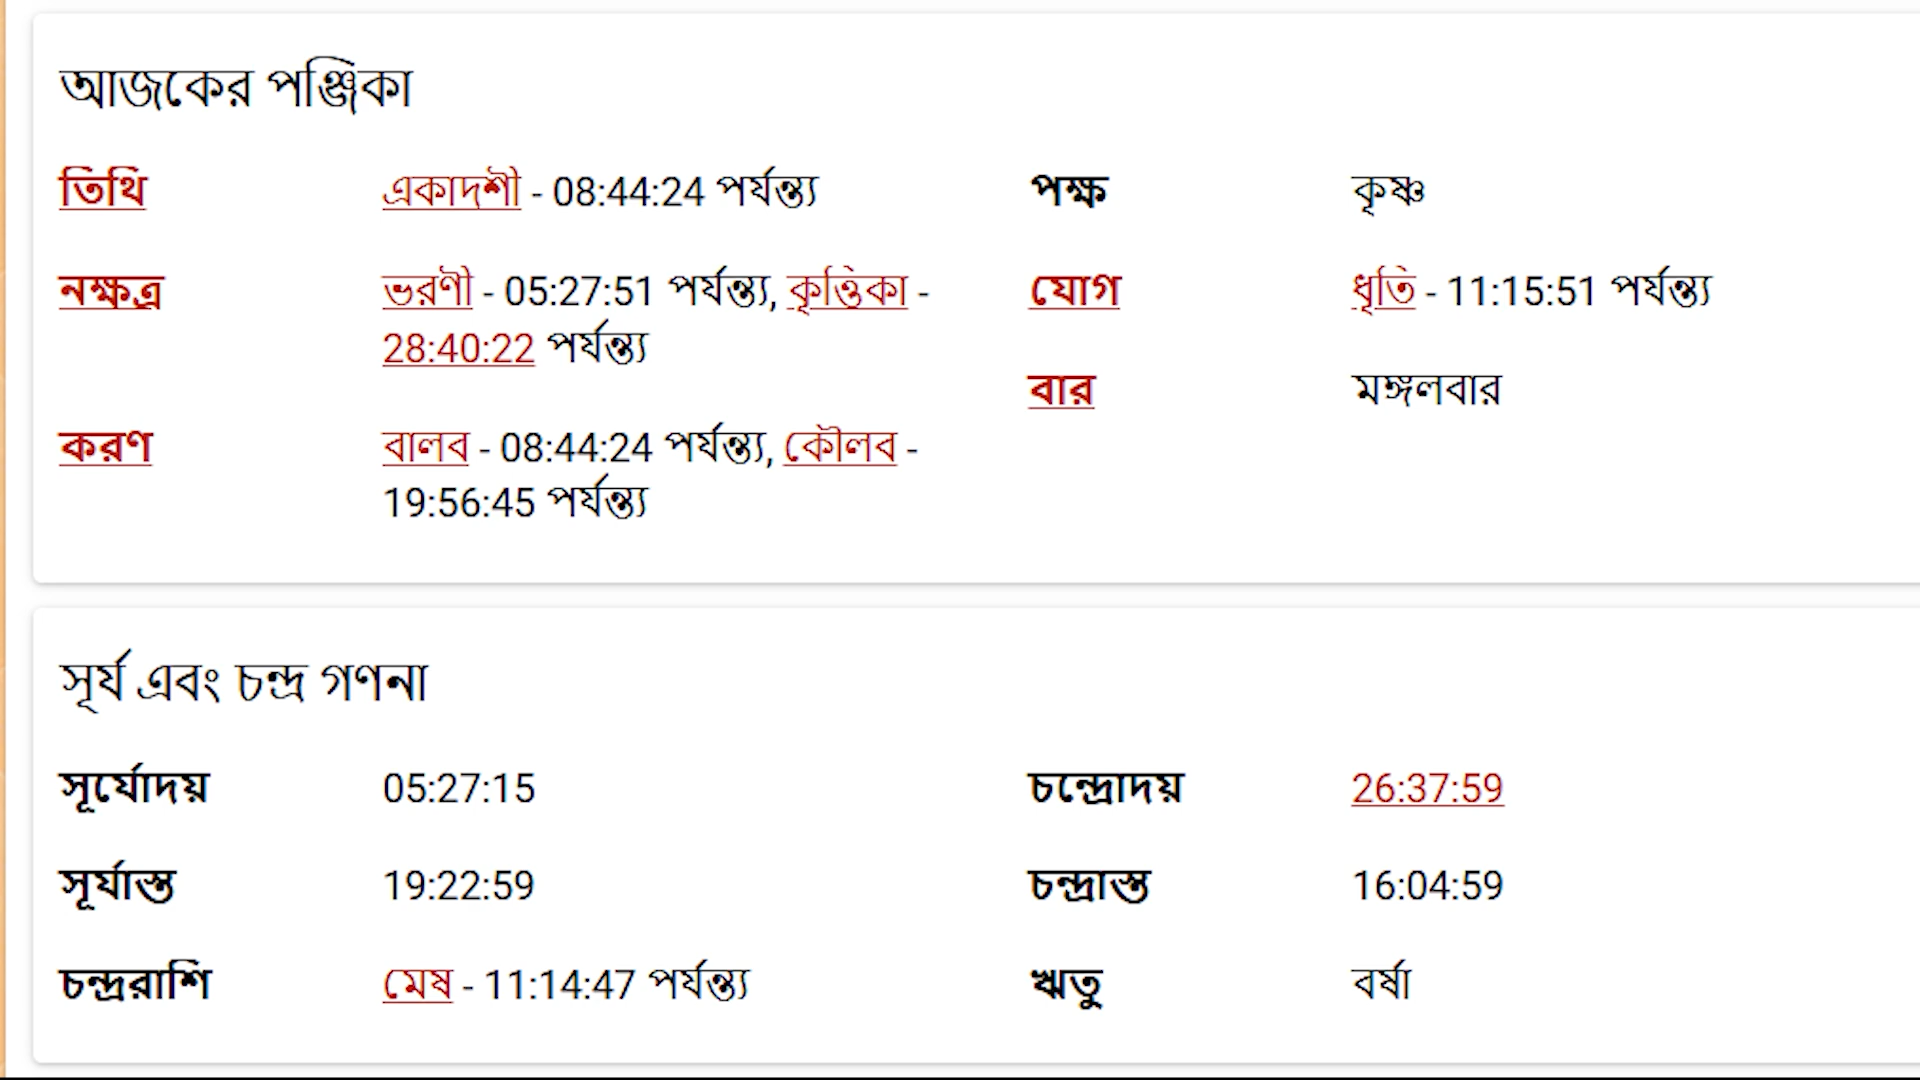 আজকের পঞ্জিকা
তিথি একাদশী - 08:44:24 পর্যন্ত্য পক্ষ কৃষ্ণ
নক্ষত্র ভরণী - 05:27:51 পর্যন্ত্য, কৃত্তিকা - যোগ ধৃতি - 11:15:51 পর্যন্ত্য
28:40:22 পর্যন্ত্য
বার মঙ্গলবার
করণ বালব - 08:44:24 পর্যন্ত্য, কৌলব -
19:56:45 পর্যন্ত্য
সূর্য এবং চন্দ্র গণনা
সূর্যোদয় 05:27:15 চন্দ্রোদয় 26:37:59
সূর্যাস্ত 19:22:59 চন্দ্রাস্ত 16:04:59
চন্দ্ররাশি মেষ - 11:14:47 পর্যন্ত্য ঋতু বর্ষা